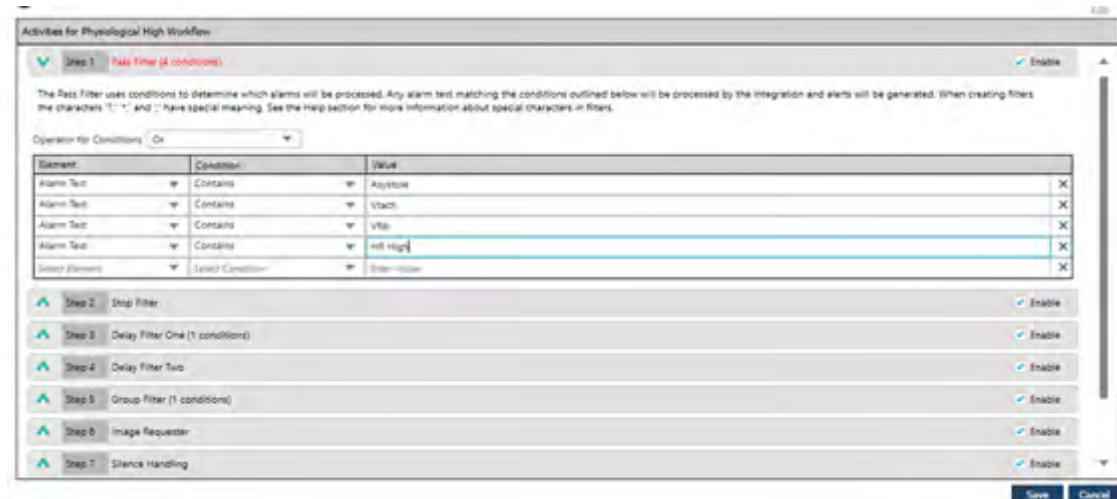 Edit
Activities for Physiological High Workflow
Step 1 Pass Filter (4 conditions) Enable
The Pass Filter uses conditions to determine which alarms will be processed. Any alarm text matching the conditions outlined below will be processed by the integration and alerts will be generated. When creating filters
the characters have special meaning. See the Help section for more information about special characters in filters.
Operator for Conditions Or
Element Condition Value
Alarm Text Contains Asystole
Alarm Text Contains Vtach
Alarm Text Contains Vfib
Alarm Text Contains HR High
Select Element Select Condition Enter Value
Step 2 Stop Filter Enable
Step 3 Delay Filter One (1 conditions) Enable
Step 4 Delay Filter Two Enable
Step 5 Group Filter (1 conditions) Enable
Step 6 Image Requester Enable
Step 7 Silence Handling Enable
Save Cancel